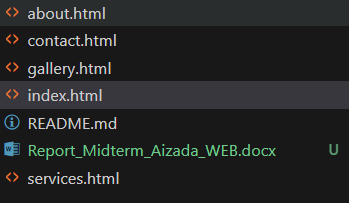 about.html
contact.html
gallery.html
index.html
README.md
Report_Midterm_Aizada_WEB.docx U
services.html